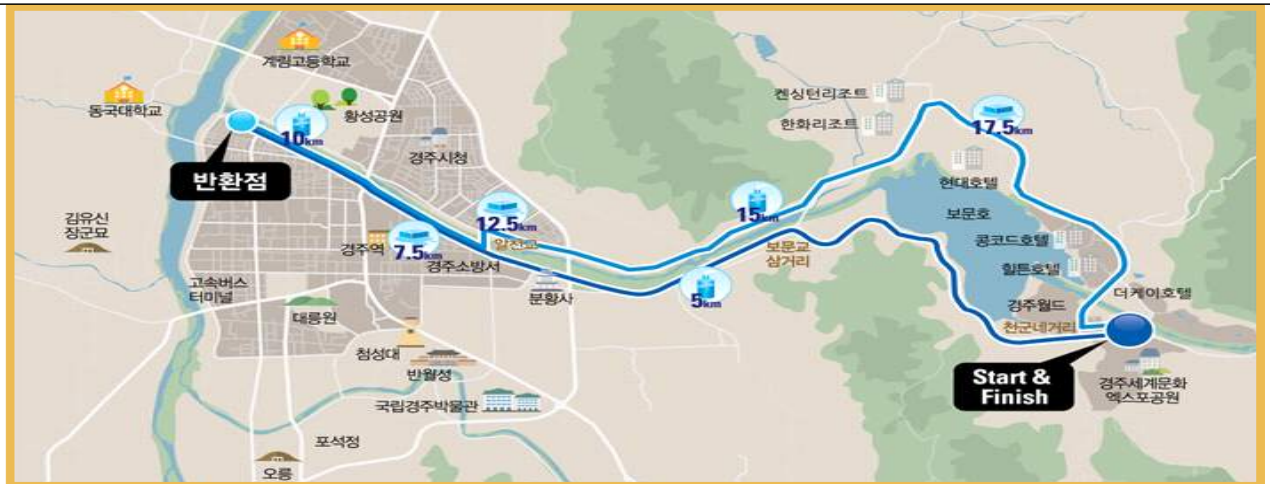 계림고등학교
동국대학교
황성공원
10km
반환점
경주시청
켄싱턴리조트
한화리조트
17.5km
현대호텔
김유신
장군묘
경주역
7.5km
12.5km
알천교
15km
보문호
보문교
삼거리
콩코드호텔
힐튼호텔
고속버스
터미널
경주소방서
분황사
5km
더케이호텔
경주월드
천군네거리
대릉원
첨성대
반월성
국립경주박물관
Start &
Finish
경주세계문화
엑스포공원
포석정
오릉